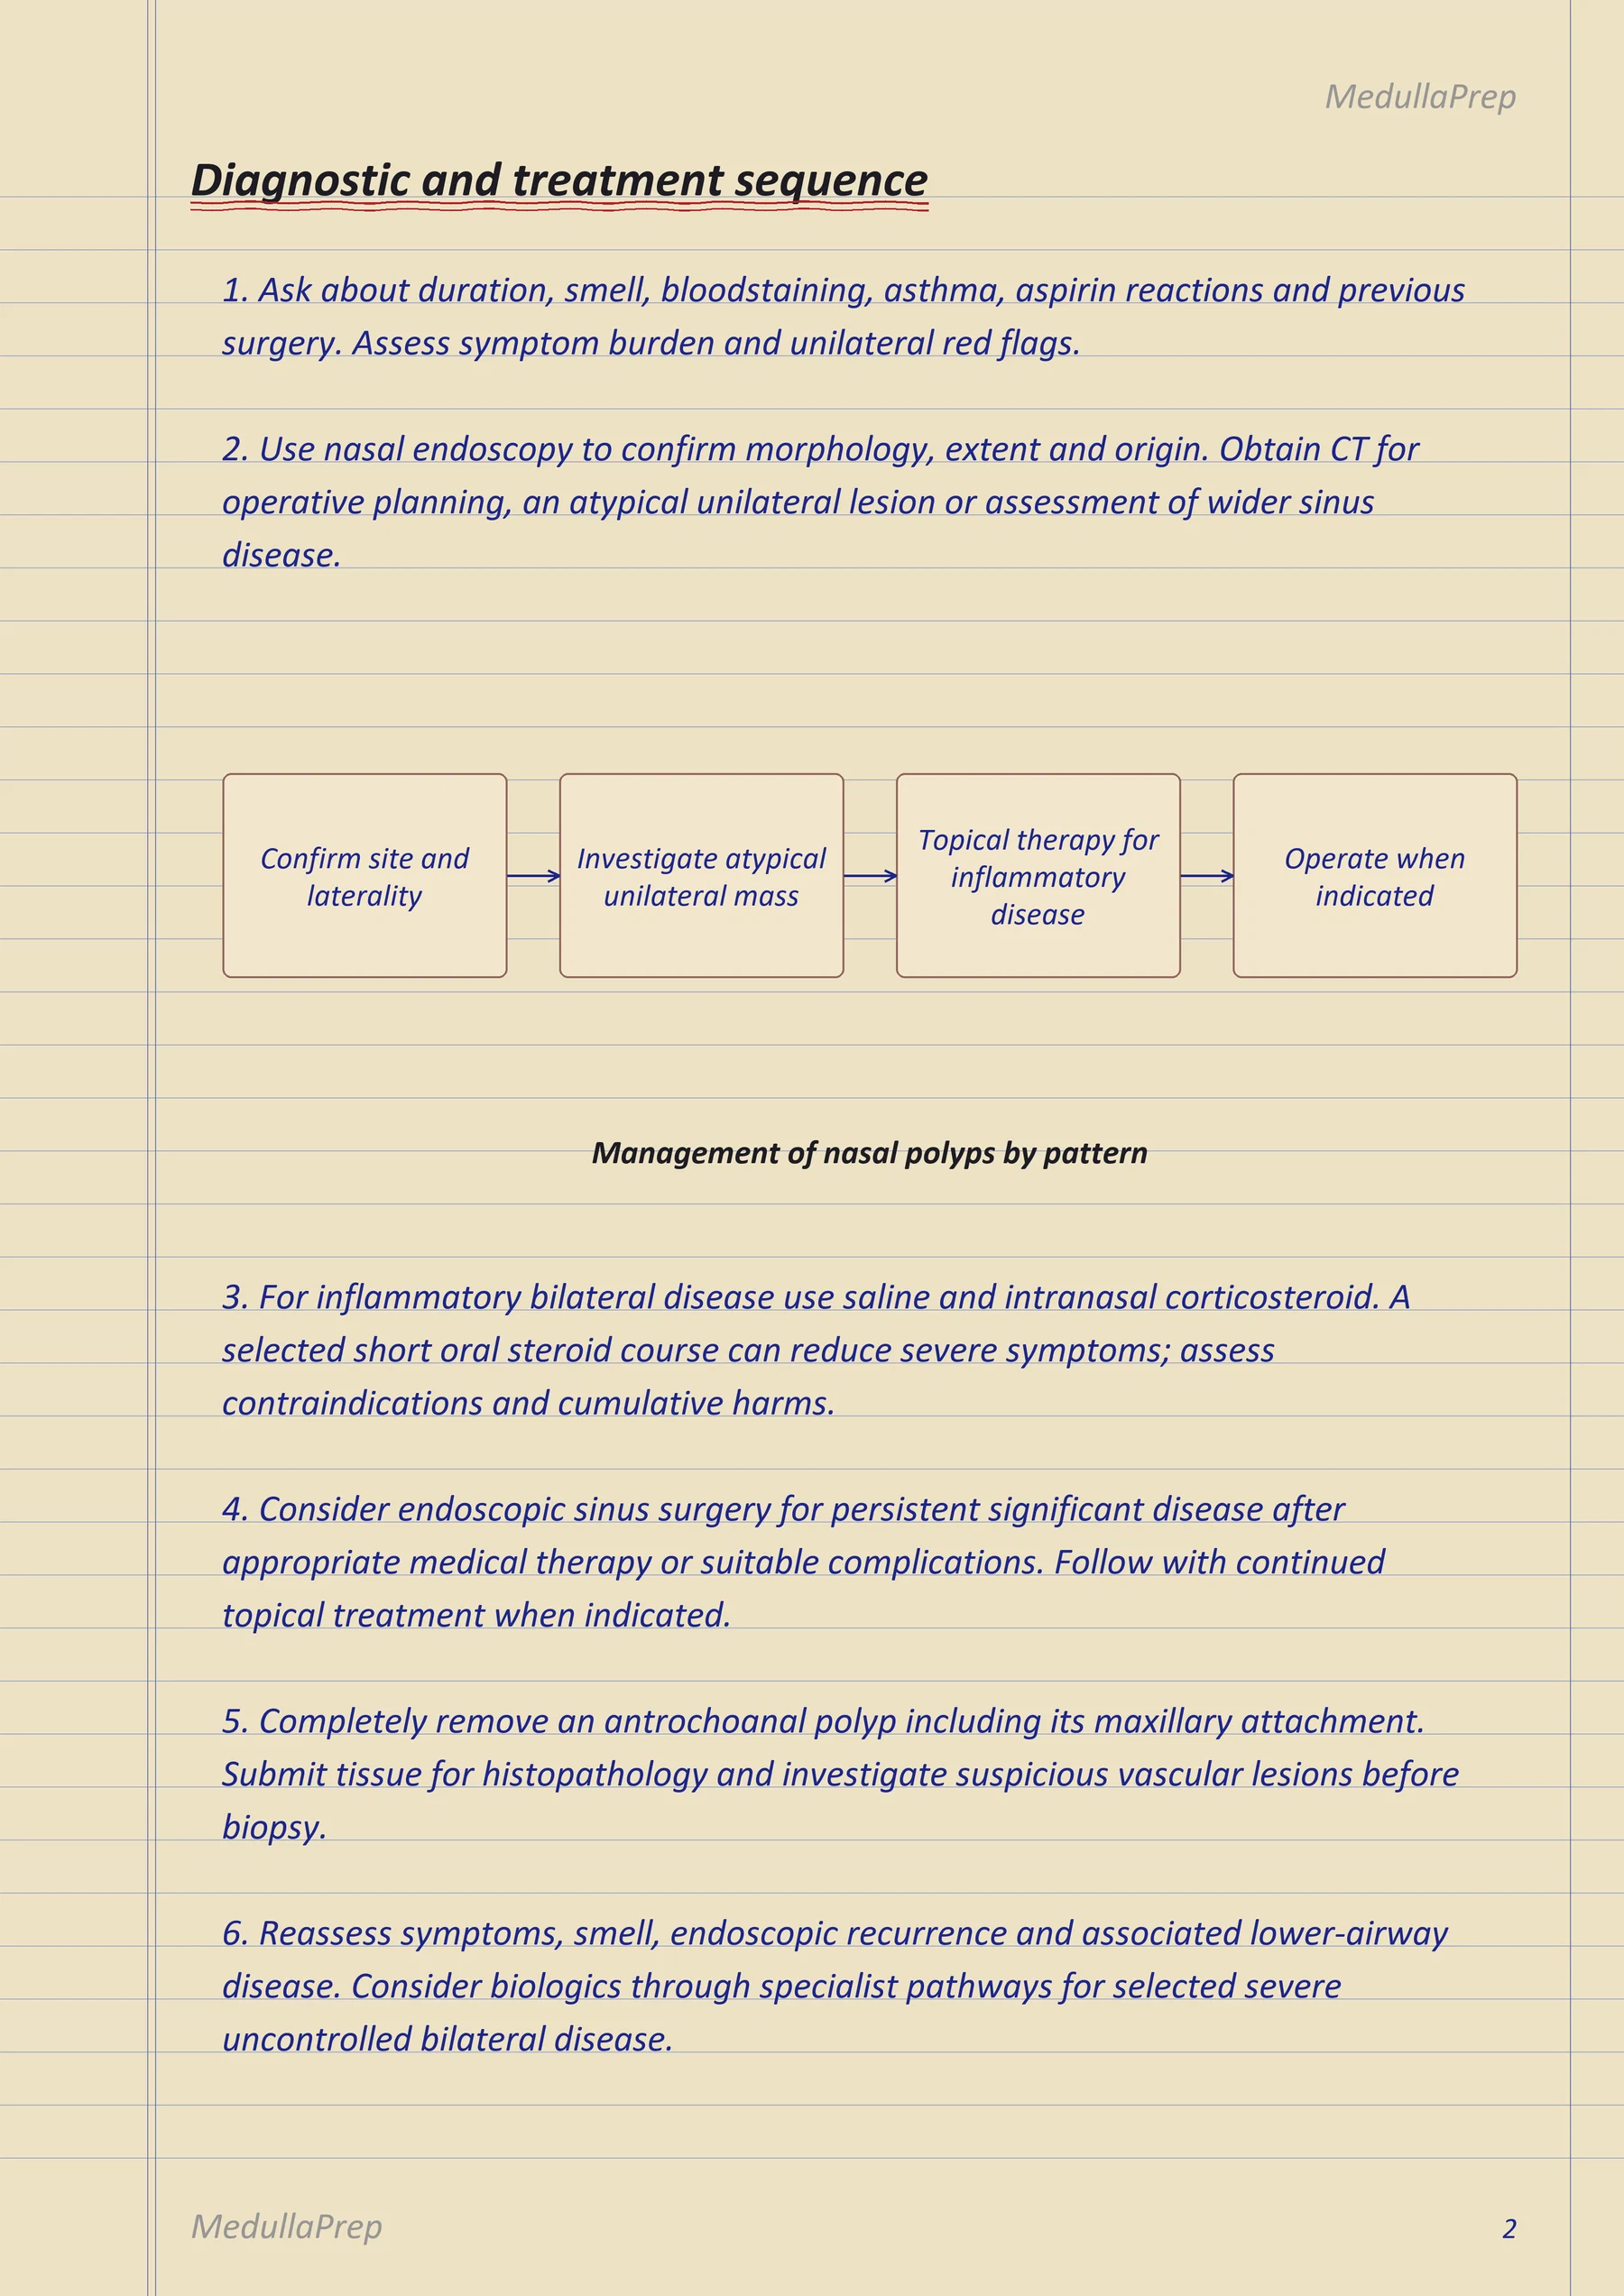 MedullaPrep
Diagnostic and treatment sequence
1. Ask about duration, smell, bloodstaining, asthma, aspirin reactions and previous
surgery. Assess symptom burden and unilateral red flags.
2. Use nasal endoscopy to confirm morphology, extent and origin. Obtain CT for
operative planning, an atypical unilateral lesion or assessment of wider sinus
disease.
Confirm site and
laterality
Investigate atypical
unilateral mass
Topical therapy for
inflammatory
disease
Operate when
indicated
Management of nasal polyps by pattern
3. For inflammatory bilateral disease use saline and intranasal corticosteroid. A
selected short oral steroid course can reduce severe symptoms; assess
contraindications and cumulative harms.
4. Consider endoscopic sinus surgery for persistent significant disease after
appropriate medical therapy or suitable complications. Follow with continued
topical treatment when indicated.
5. Completely remove an antrochoanal polyp including its maxillary attachment.
Submit tissue for histopathology and investigate suspicious vascular lesions before
biopsy.
6. Reassess symptoms, smell, endoscopic recurrence and associated lower-airway
disease. Consider biologics through specialist pathways for selected severe
uncontrolled bilateral disease.
MedullaPrep
2